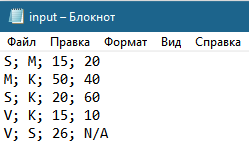 input – Блокнот
Файл Правка Формат Вид Справка
S; M; 15; 20
M; K; 50; 40
S; K; 20; 60
V; K; 15; 10
V; S; 26; N/A